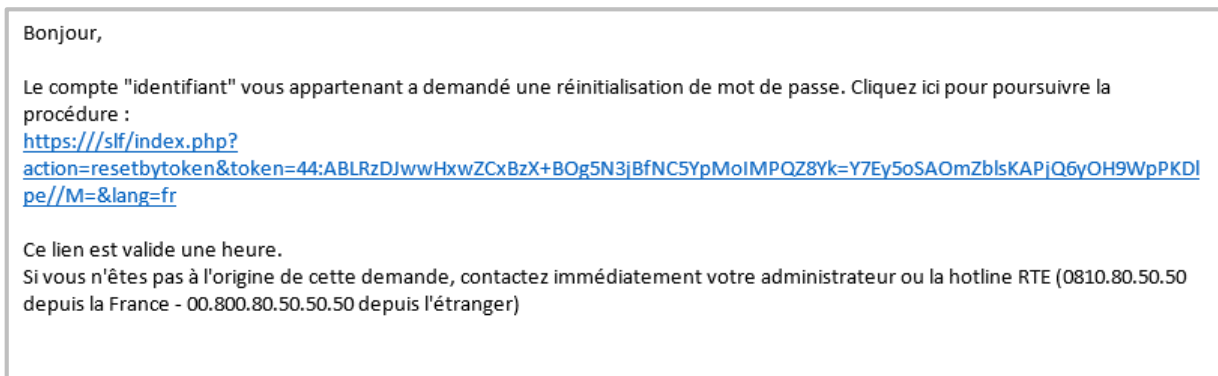 Bonjour,
Le compte "identifiant" vous appartenant a demandé une réinitialisation de mot de passe. Cliquez ici pour poursuivre la
procédure :
https:///slf/index.php?
action=resetbytoken&token=44:ABLRzDJwwHxwZCxBzX+BOg5N3jBfNC5YpMoIMPQZ8Yk=Y7Ey5oSAOmZblsKAPjQ6yOH9WpPKDl
pe//M=&lang=fr
Ce lien est valide une heure.
Si vous n'êtes pas à l'origine de cette demande, contactez immédiatement votre administrateur ou la hotline RTE (0810.80.50.50
depuis la France - 00.800.80.50.50.50 depuis l'étranger)